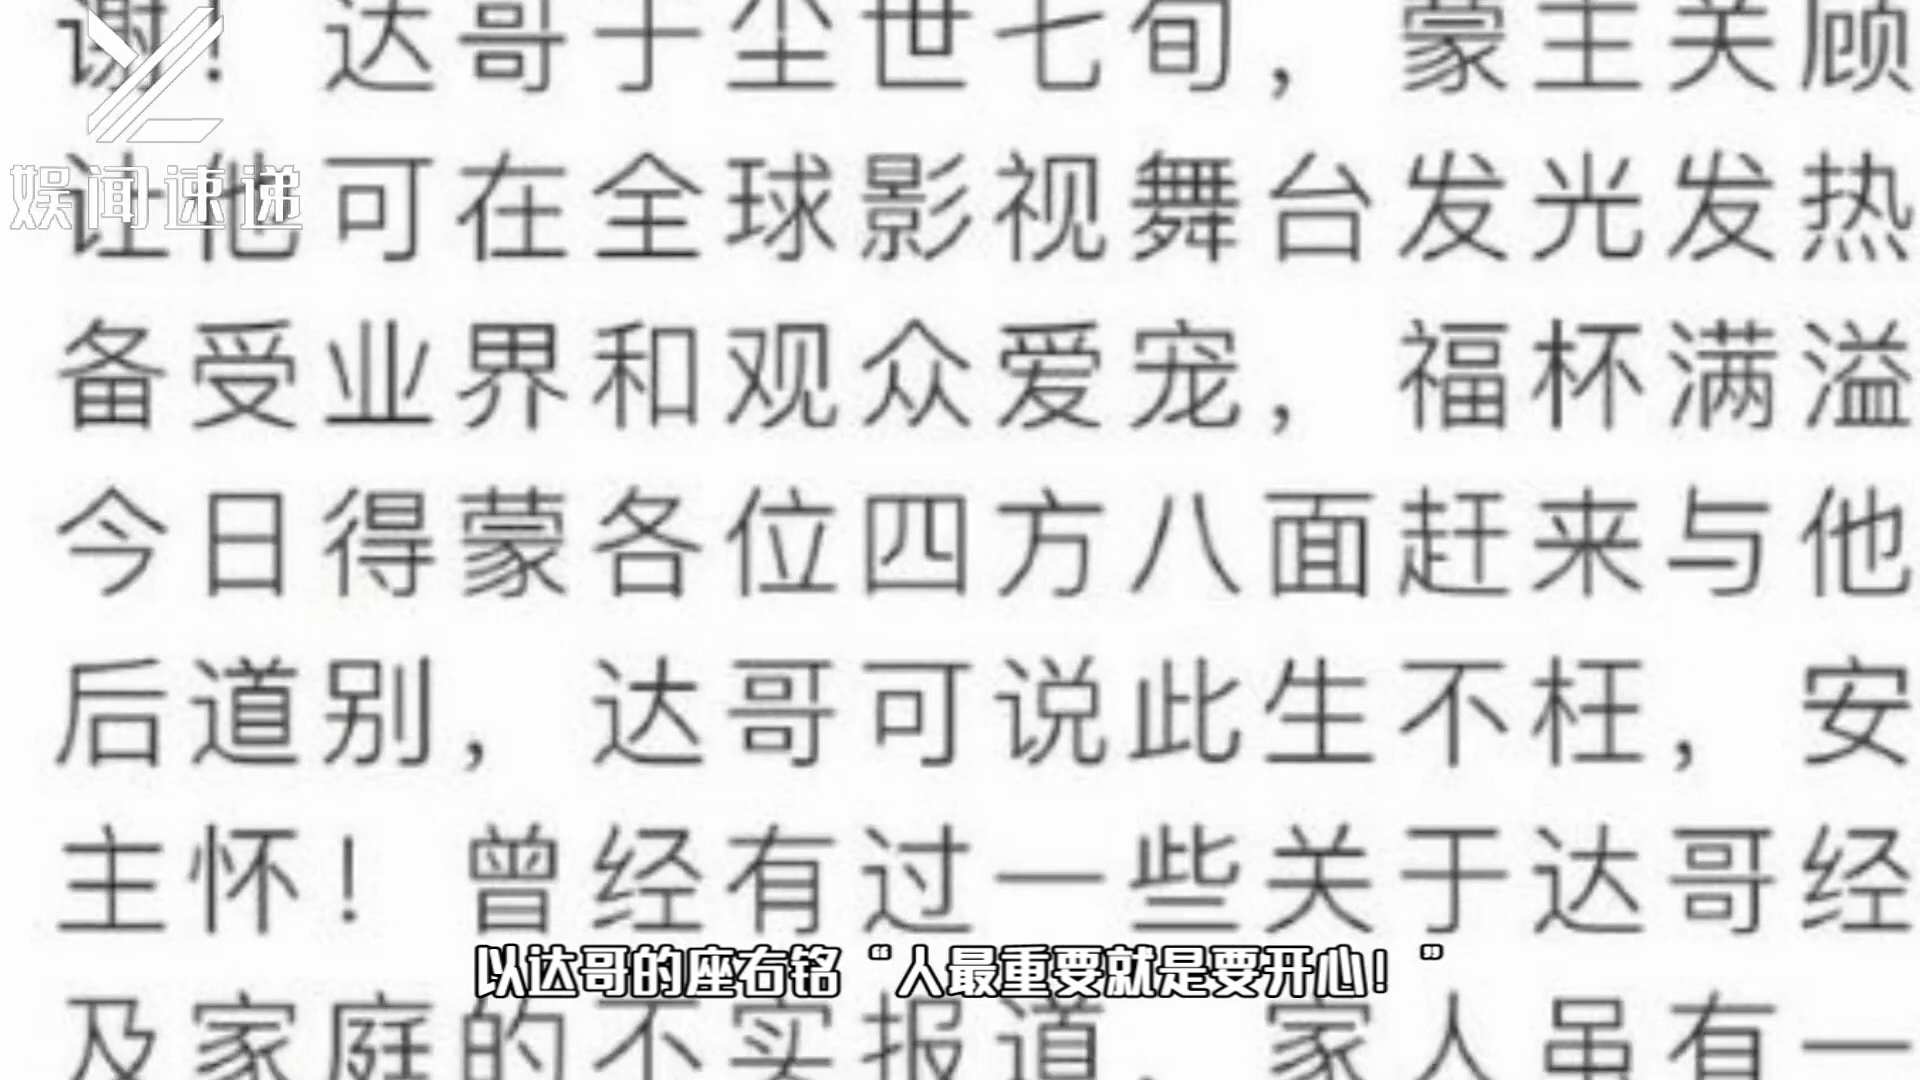 谢！达哥于尘世七旬，蒙主关顾
让他可在全球影视舞台发光发热
备受业界和观众爱宠，福杯满溢
今日得蒙各位四方八面赶来与他
后道别，达哥可说此生不枉，安
主怀！曾经有过一些关于达哥经
及家庭的不实报道，家人虽有一
娱闻速递
以达哥的座右铭“人最重要就是要开心！”